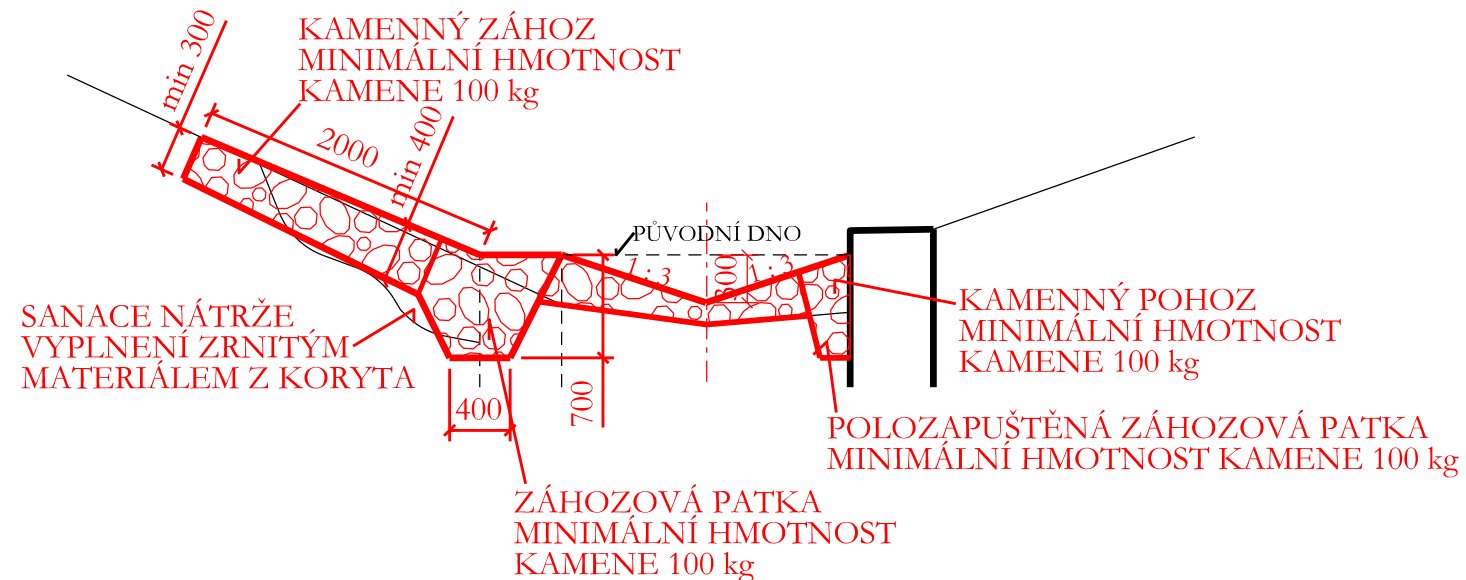 min 300
KAMENNÝ ZÁHOZ
MINIMÁLNÍ HMOTNOST
KAMENE 100 kg
2000
min 400
PŮVODNÍ DNO
1 : 3
300
1 : 3
SANACE NÁTRŽE
VYPLNENÍ ZRNITÝM
MATERIÁLEM Z KORYTA
KAMENNÝ POHOZ
MINIMÁLNÍ HMOTNOST
KAMENE 100 kg
400
700
POLOZAPUŠTĚNÁ ZÁHOZOVÁ PATKA
MINIMÁLNÍ HMOTNOST KAMENE 100 kg
ZÁHOZOVÁ PATKA
MINIMÁLNÍ HMOTNOST
KAMENE 100 kg